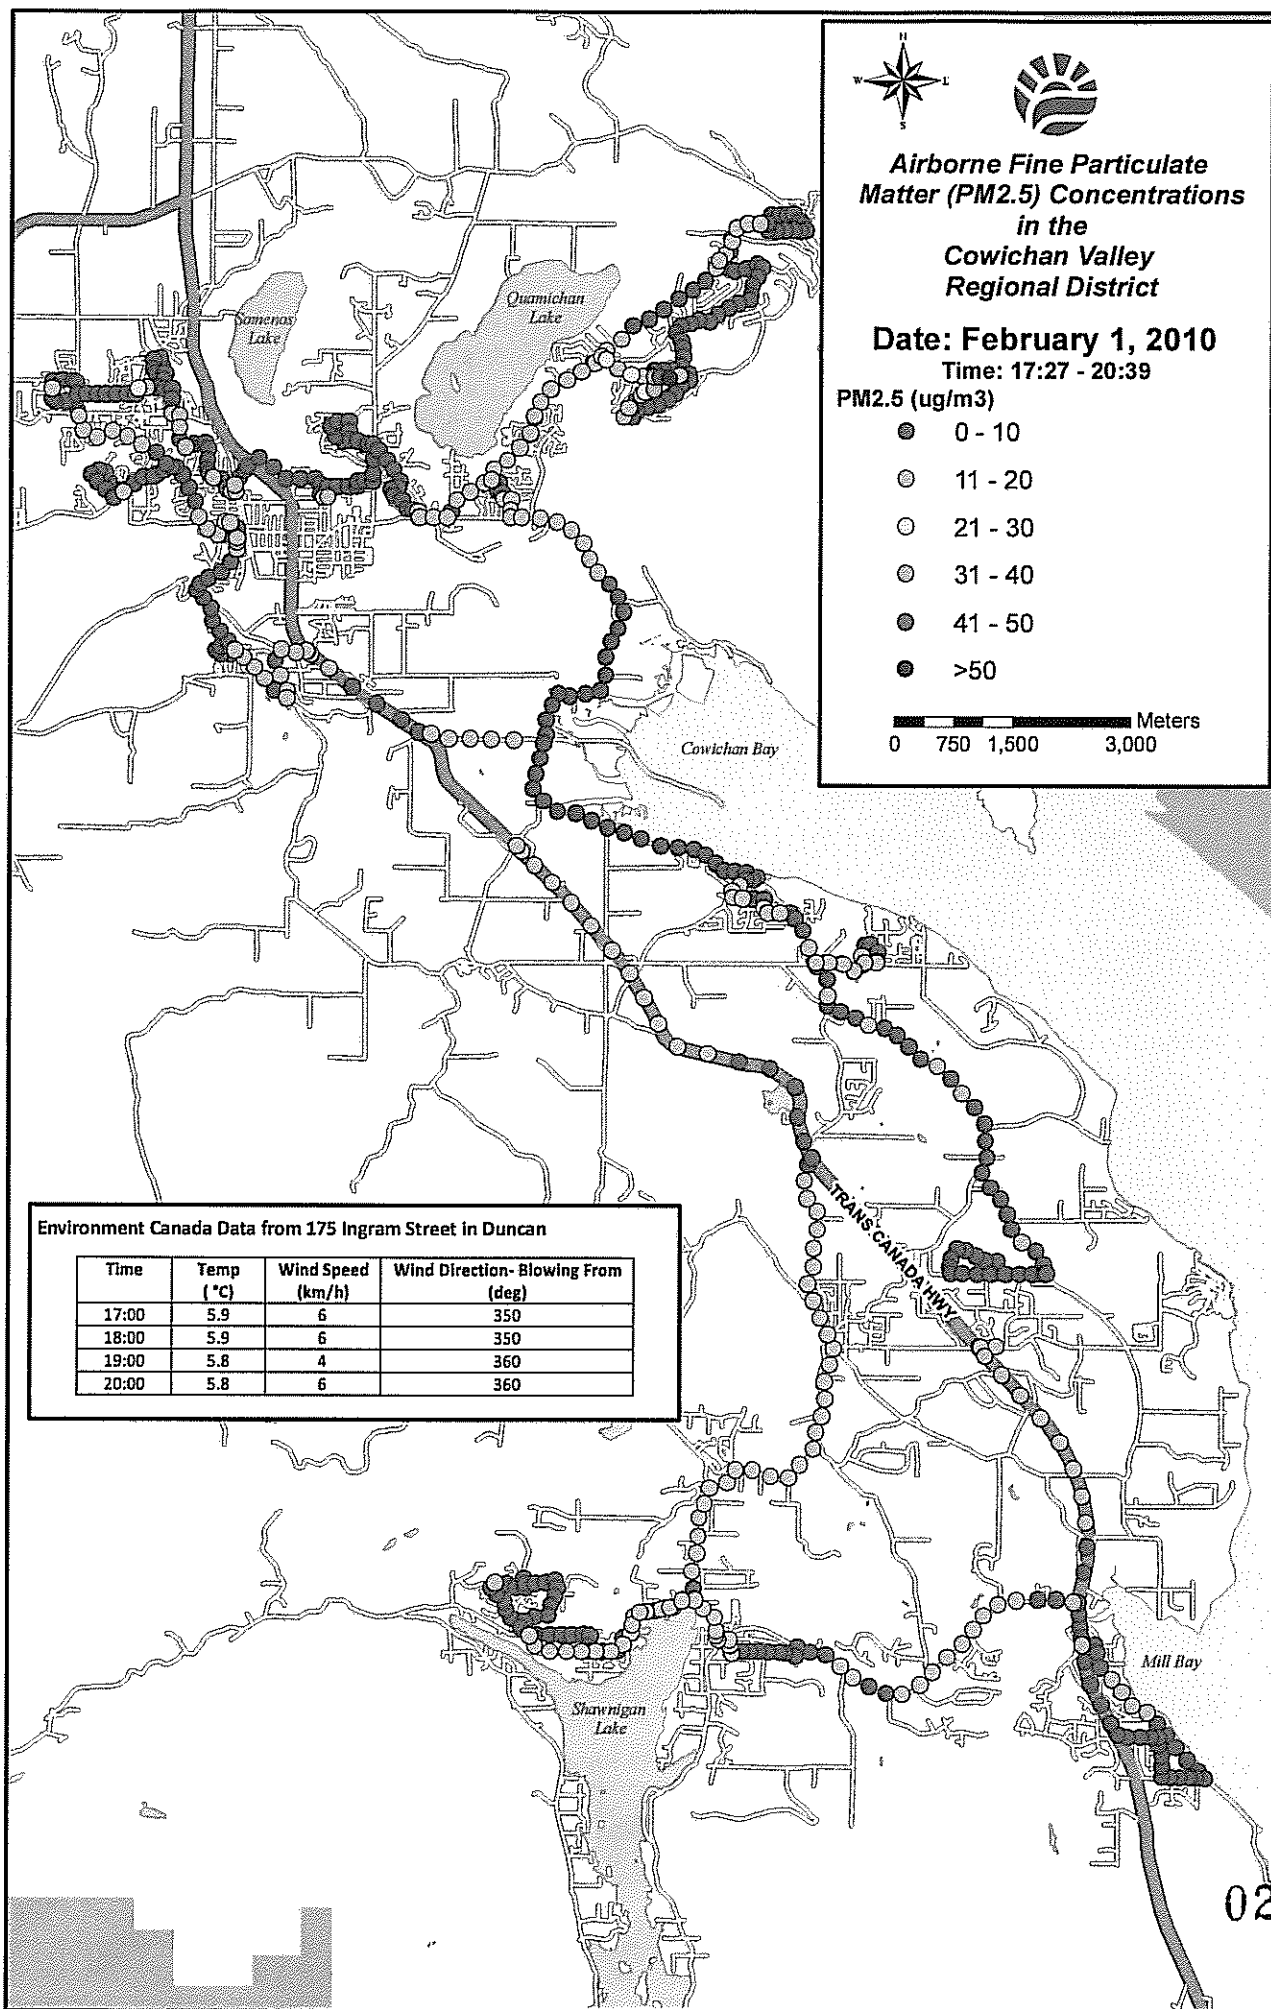 N
W
E
S
Airborne Fine Particulate
Matter (PM2.5) Concentrations
in the
Cowichan Valley
Regional District
Date: February 1, 2010
Time: 17:27 - 20:39
PM2.5 (ug/m3)
0 - 10
11 - 20
21 - 30
31 - 40
41 - 50
>50
Meters
0 750 1,500 3,000
Quamichan
Lake
Somenos
Lake
Cowichan Bay
TRANS CANADA HWY
Environment Canada Data from 175 Ingram Street in Duncan
Time Temp Wind Speed Wind Direction- Blowing From
(°C) (km/h) (deg)
17:00 5.9 6 350
18:00 5.9 6 350
19:00 5.8 4 360
20:00 5.8 6 360
Mill Bay
Shawnigan
Lake
02